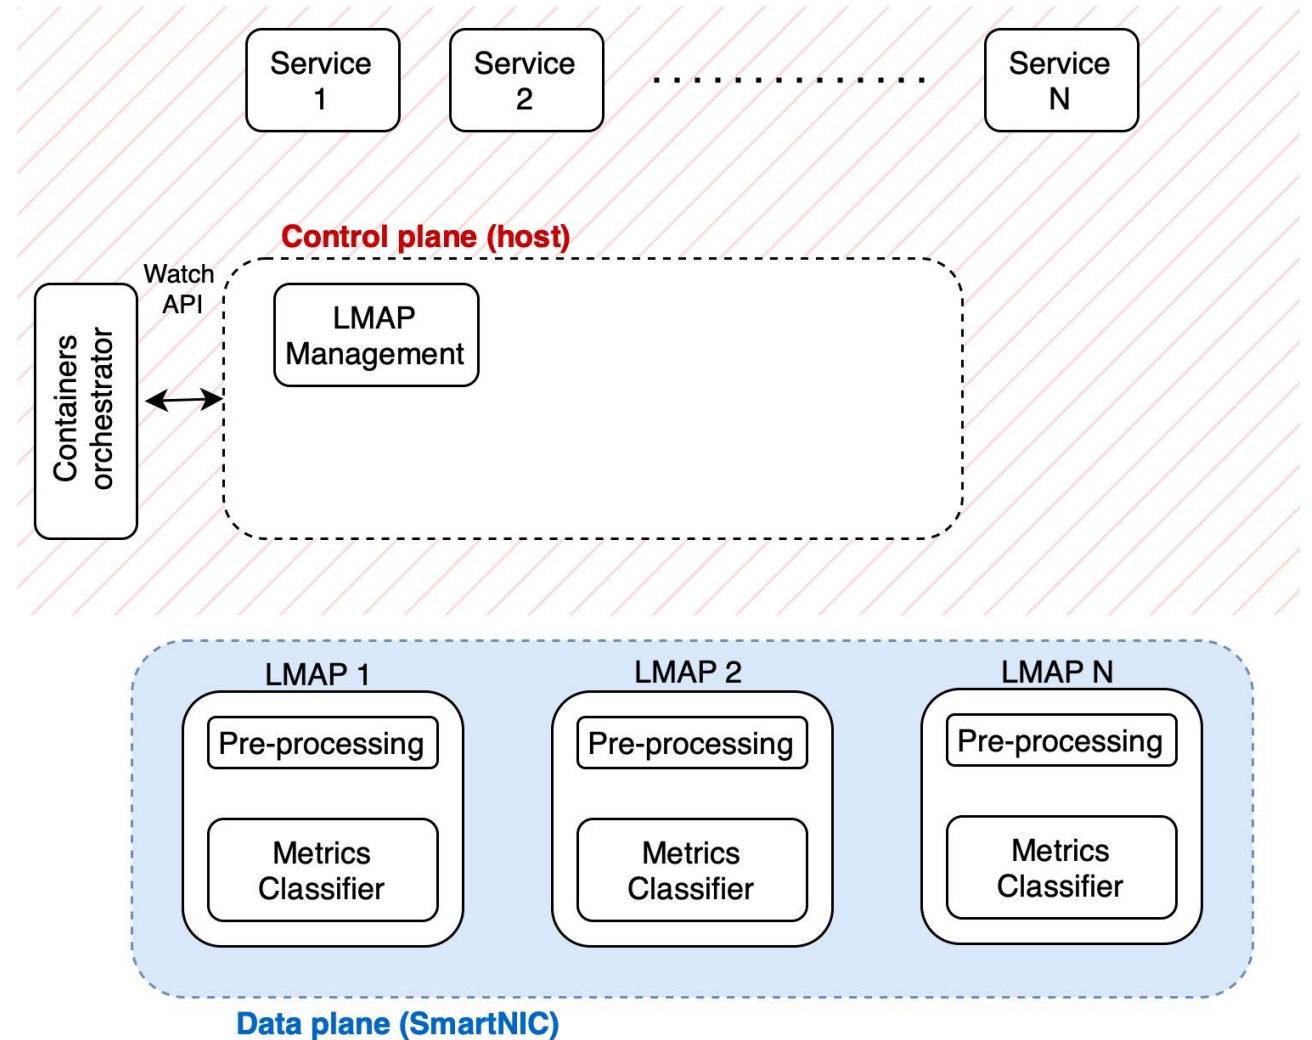 Service
1
Service
2
Service
N
Control plane (host)
Watch
API
Containers
orchestrator
LMAP
Management
LMAP 1
Pre-processing
Metrics
Classifier
LMAP 2
Pre-processing
Metrics
Classifier
LMAP N
Pre-processing
Metrics
Classifier
Data plane (SmartNIC)